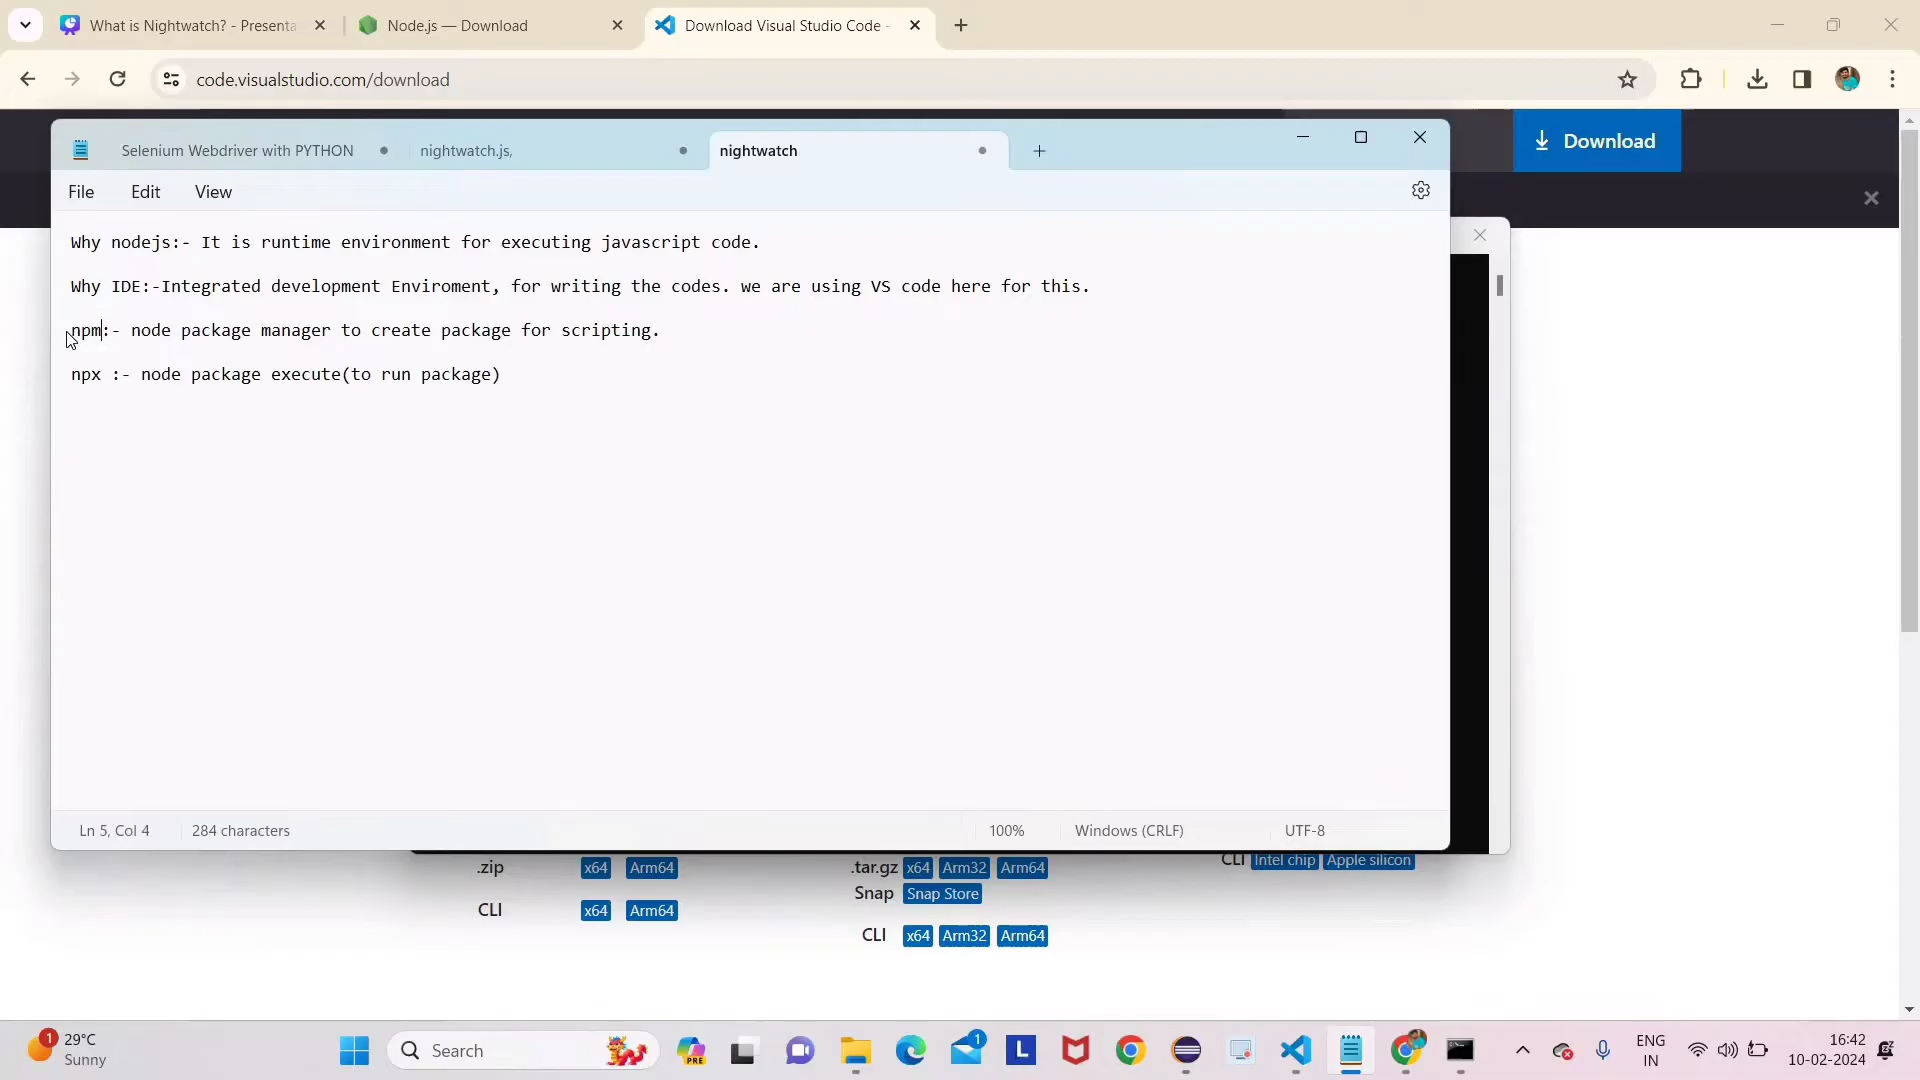 What is Nightwatch? - Presenta
Node.js — Download
Download Visual Studio Code -
code.visualstudio.com/download
Download
Selenium Webdriver with PYTHON
nightwatch.js,
nightwatch
File Edit View
Why nodejs:- It is runtime environment for executing javascript code.
Why IDE:-Integrated development Enviroment, for writing the codes. we are using VS code here for this.
npm:- node package manager to create package for scripting.
npx :- node package execute(to run package)
Ln 5, Col 4 284 characters 100% Windows (CRLF) UTF-8
.zip x64 Arm64 .tar.gz x64 Arm32 Arm64 CLI Intel chip Apple silicon
Snap Snap Store
CLI x64 Arm64
CLI x64 Arm32 Arm64
1
29°C
Sunny
Search
PRE
1
L
ENG
IN
16:42
10-02-2024